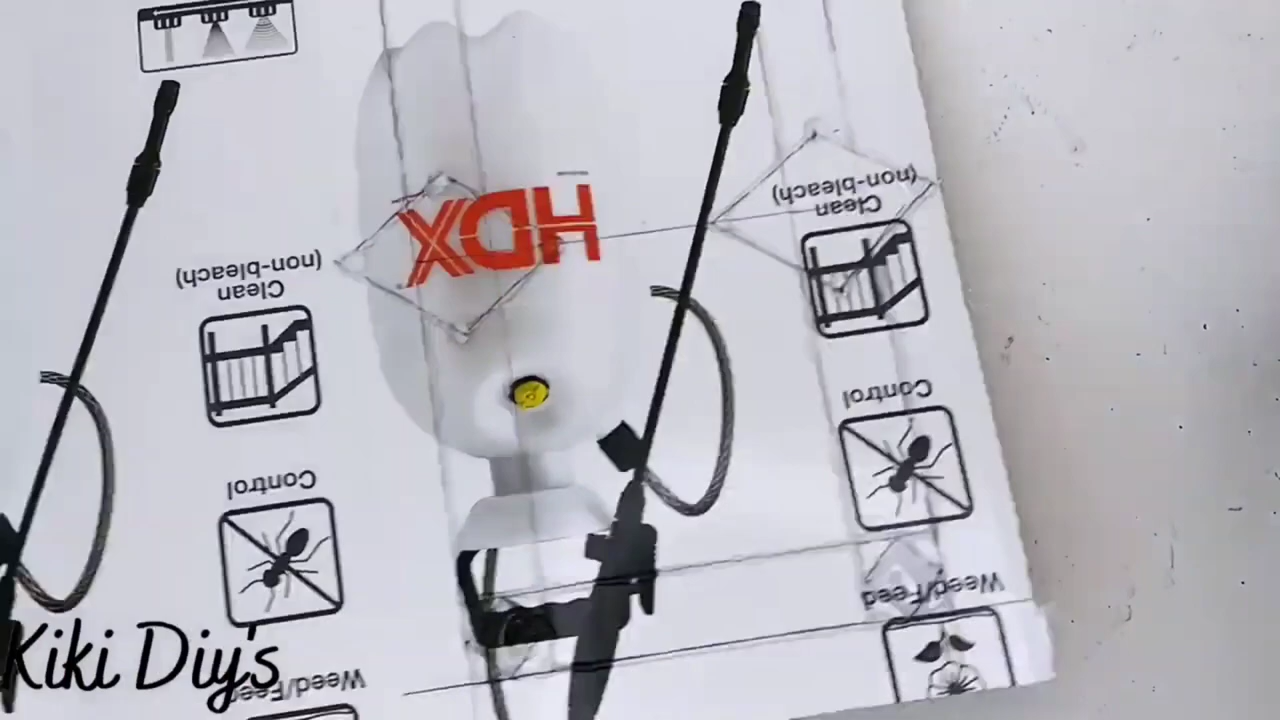 HDX
Clean
(non-bleach)
Clean
(non-bleach)
Control
Control
Weed/Feed
Weed/Feed
Kiki Diy's